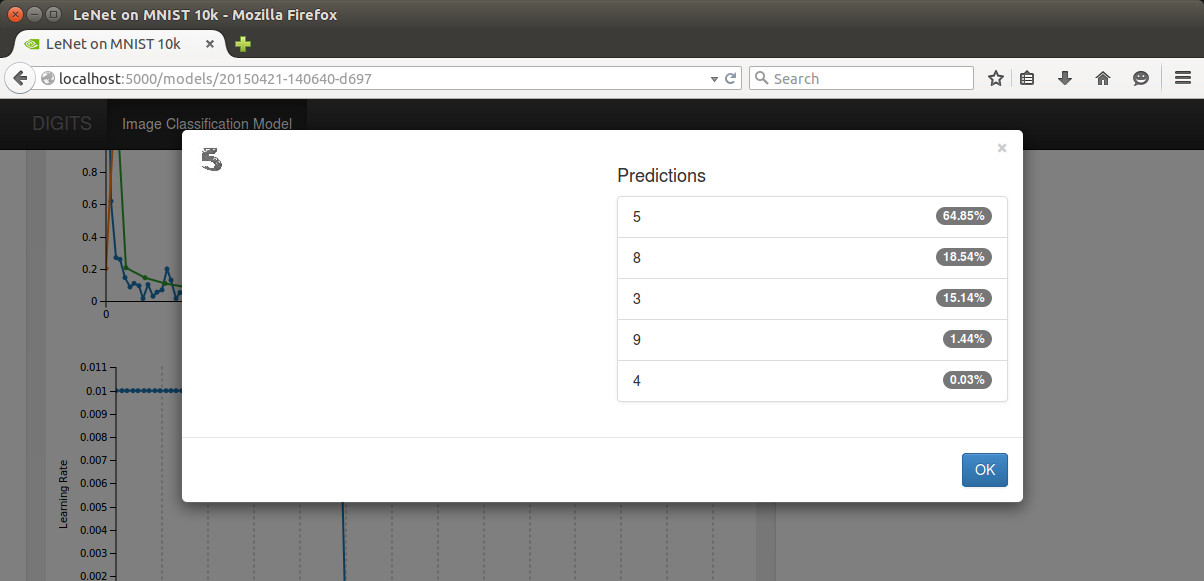 LeNet on MNIST 10k - Mozilla Firefox
LeNet on MNIST 10k
localhost:5000/models/20150421-140640-d697
Search
DIGITS
Image Classification Model
5
Predictions
5 64.85%
8 18.54%
3 15.14%
9 1.44%
4 0.03%
OK
0.8
0.6
0.4
0.2
0
0
0.011
0.01
0.009
0.008
0.007
0.006
0.005
0.004
0.003
0.002
Learning Rate